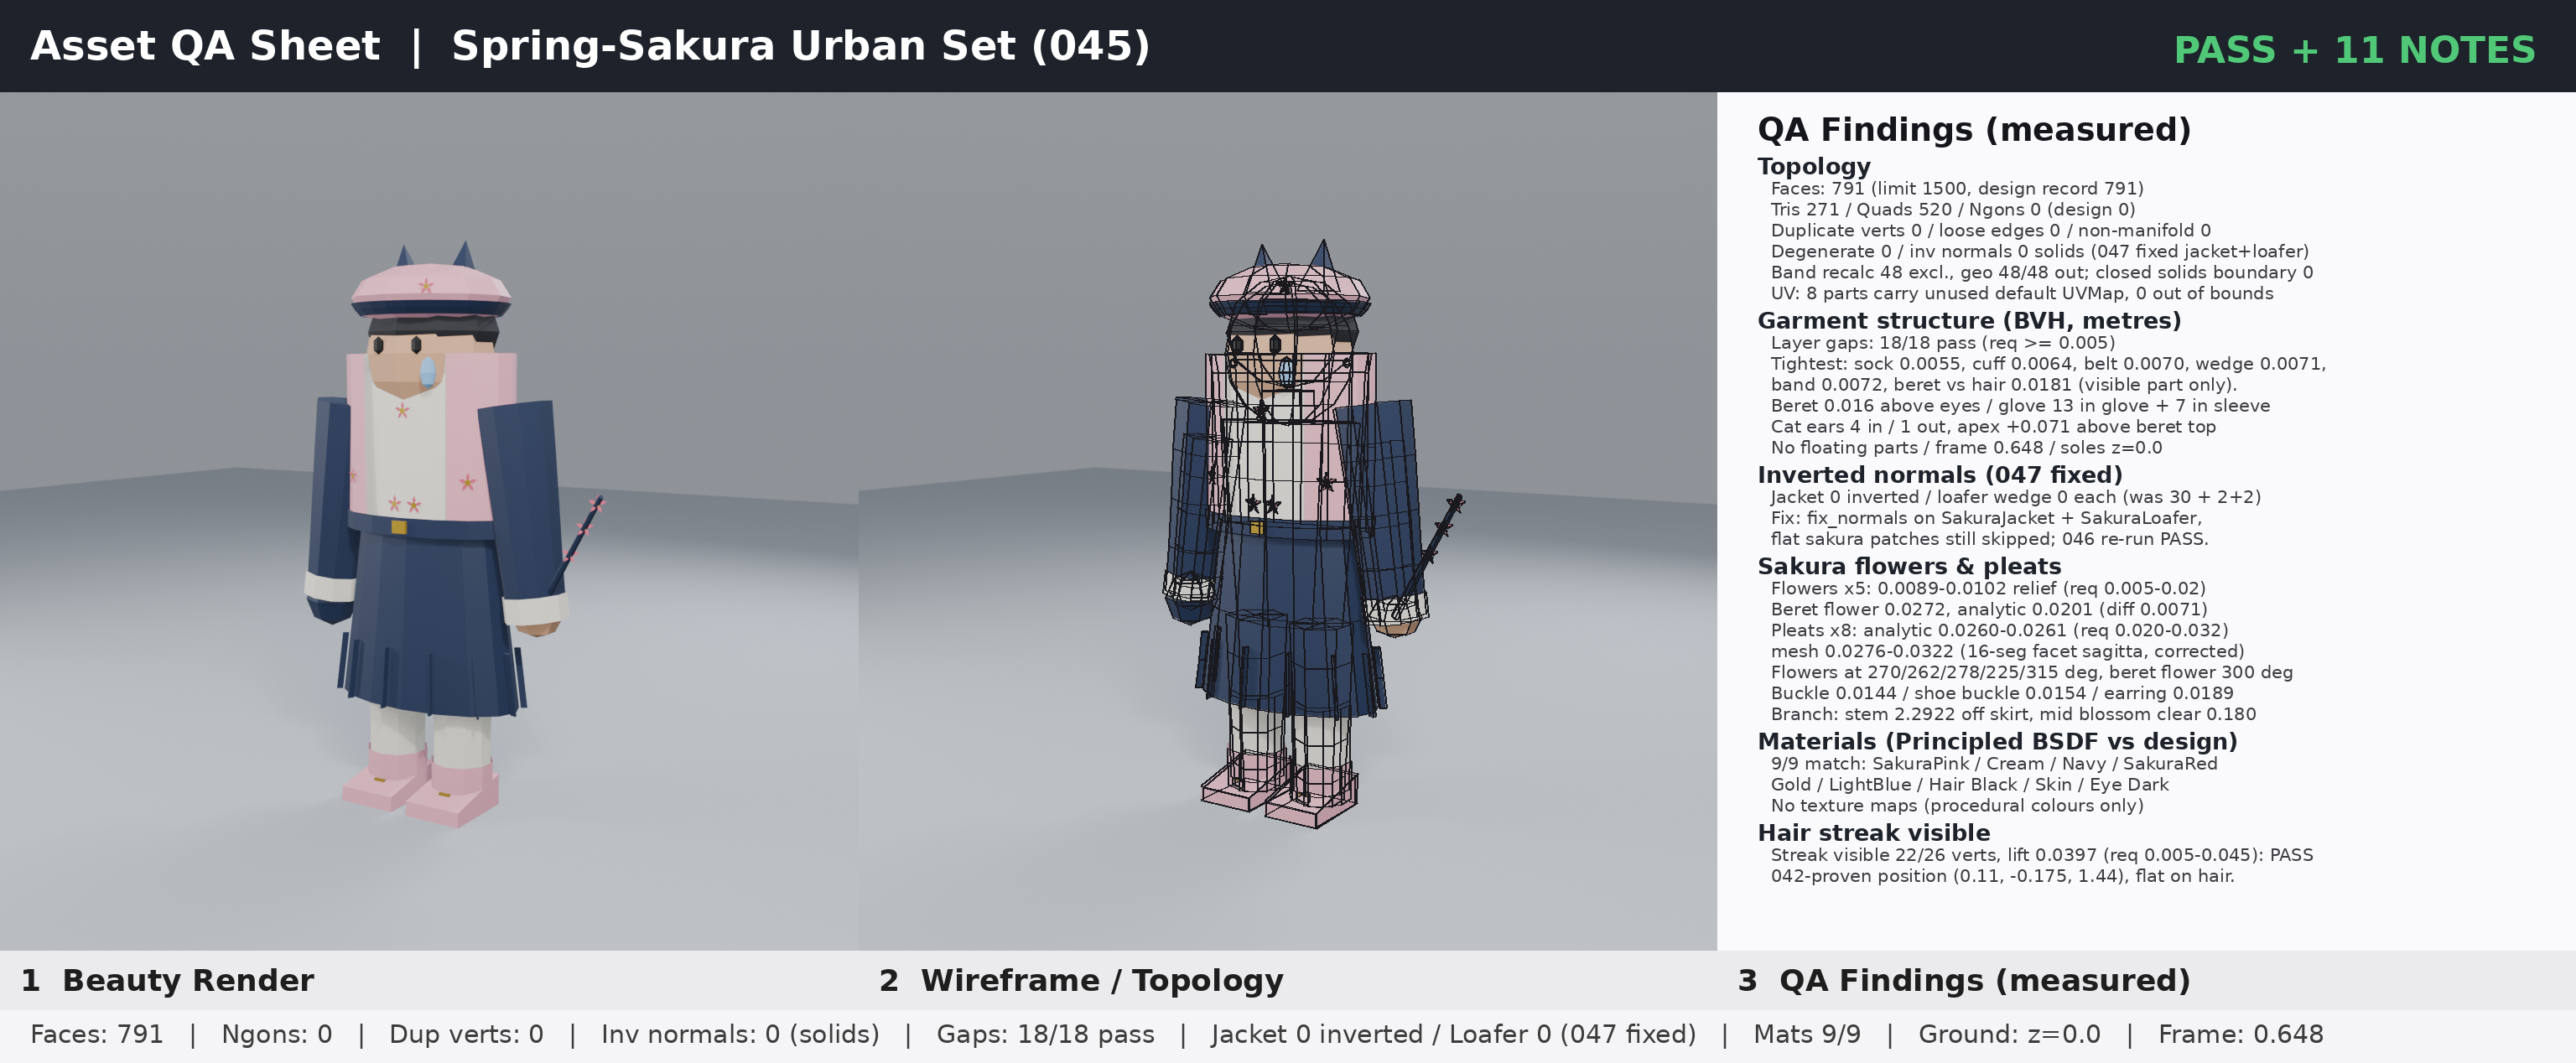 Asset QA Sheet | Spring-Sakura Urban Set (045)
PASS + 11 NOTES
QA Findings (measured)
Topology
Faces: 791 (limit 1500, design record 791)
Tris 271 / Quads 520 / Ngons 0 (design 0)
Duplicate verts 0 / loose edges 0 / non-manifold 0
Degenerate 0 / inv normals 0 solids (047 fixed jacket+loafer)
Band recalc 48 excl., geo 48/48 out; closed solids boundary 0
UV: 8 parts carry unused default UVMap, 0 out of bounds
Garment structure (BVH, metres)
Layer gaps: 18/18 pass (req >= 0.005)
Tightest: sock 0.0055, cuff 0.0064, belt 0.0070, wedge 0.0071,
band 0.0072, beret vs hair 0.0181 (visible part only).
Beret 0.016 above eyes / glove 13 in glove + 7 in sleeve
Cat ears 4 in / 1 out, apex +0.071 above beret top
No floating parts / frame 0.648 / soles z=0.0
Inverted normals (047 fixed)
Jacket 0 inverted / loafer wedge 0 each (was 30 + 2+2)
Fix: fix_normals on SakuraJacket + SakuraLoafer,
flat sakura patches still skipped; 046 re-run PASS.
Sakura flowers & pleats
Flowers x5: 0.0089-0.0102 relief (req 0.005-0.02)
Beret flower 0.0272, analytic 0.0201 (diff 0.0071)
Pleats x8: analytic 0.0260-0.0261 (req 0.020-0.032)
mesh 0.0276-0.0322 (16-seg facet sagitta, corrected)
Flowers at 270/262/278/225/315 deg, beret flower 300 deg
Buckle 0.0144 / shoe buckle 0.0154 / earring 0.0189
Branch: stem 2.2922 off skirt, mid blossom clear 0.180
Materials (Principled BSDF vs design)
9/9 match: SakuraPink / Cream / Navy / SakuraRed
Gold / LightBlue / Hair Black / Skin / Eye Dark
No texture maps (procedural colours only)
Hair streak visible
Streak visible 22/26 verts, lift 0.0397 (req 0.005-0.045): PASS
042-proven position (0.11, -0.175, 1.44), flat on hair.
1 Beauty Render
2 Wireframe / Topology
3 QA Findings (measured)
Faces: 791 | Ngons: 0 | Dup verts: 0 | Inv normals: 0 (solids) | Gaps: 18/18 pass | Jacket 0 inverted / Loafer 0 (047 fixed) | Mats 9/9 | Ground: z=0.0 | Frame: 0.648